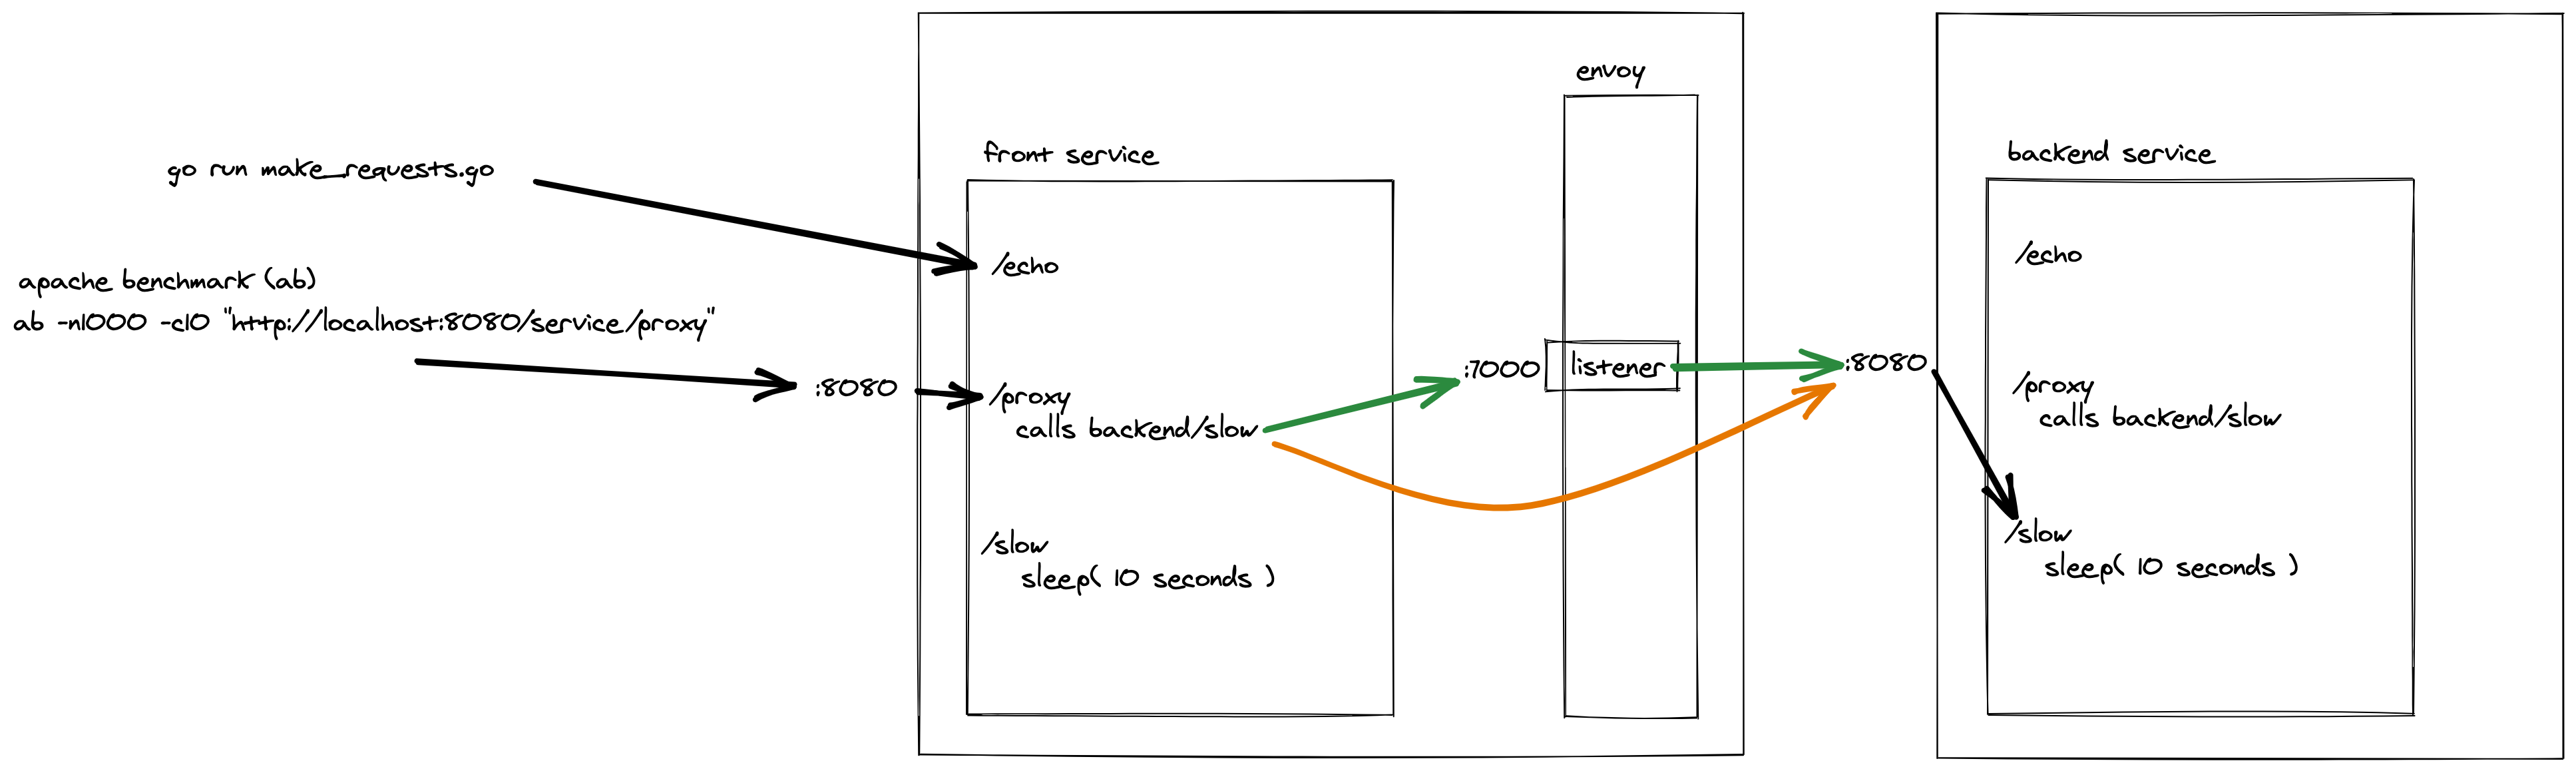 go run make_requests.go
apache benchmark (ab)
ab -n1000 -c10 "http://localhost:8080/service/proxy"
:8080
front service
/echo
/proxy
calls backend/slow
/slow
sleep( 10 seconds )
envoy
:7000
listener
:8080
backend service
/echo
/proxy
calls backend/slow
/slow
sleep( 10 seconds )